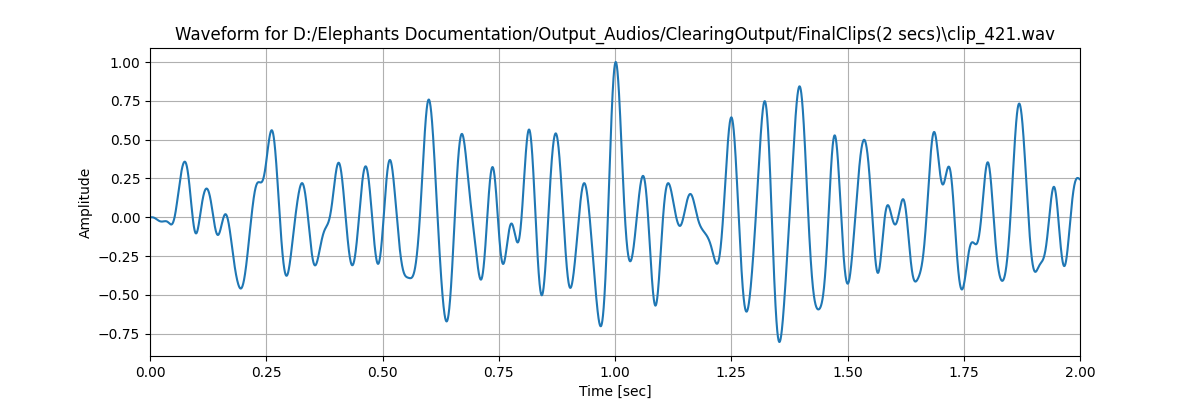 Waveform for D:/Elephants Documentation/Output_Audios/ClearingOutput/FinalClips(2 secs)\clip_421.wav
1.00
0.75
0.50
0.25
0.00
−0.25
−0.50
−0.75
Amplitude
0.00 0.25 0.50 0.75 1.00 1.25 1.50 1.75 2.00
Time [sec]